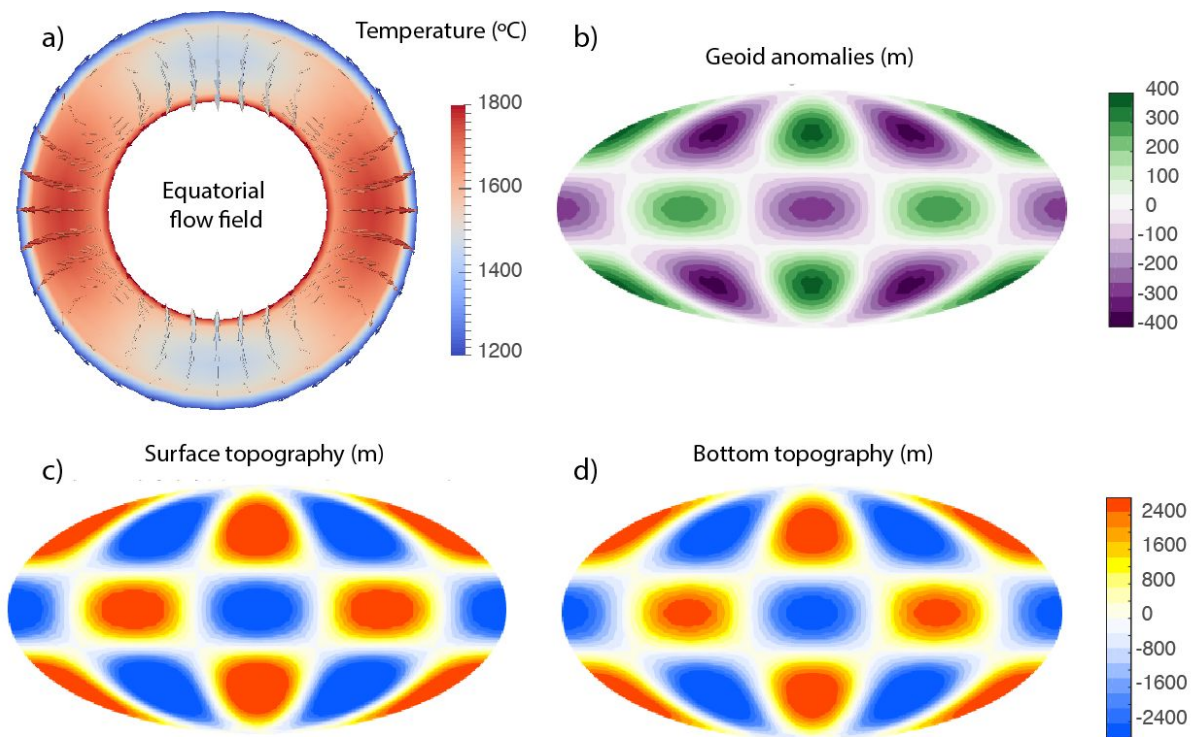 a)
Temperature (ºC)
1800
1600
1400
1200
Equatorial
flow field
b)
Geoid anomalies (m)
400
300
200
100
0
-100
-200
-300
-400
c)
Surface topography (m)
d)
Bottom topography (m)
2400
1600
800
0
-800
-1600
-2400